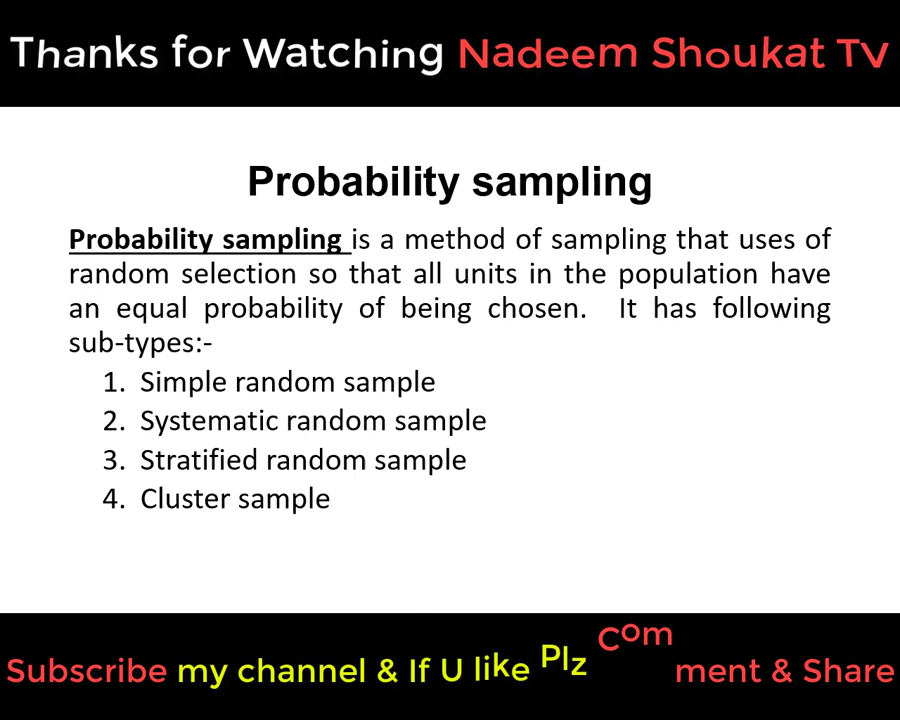 Thanks for Watching Nadeem Shoukat Tv
Probability sampling
Probability sampling is a method of sampling that uses of
random selection so that all units in the population have
an equal probability of being chosen. It has following
sub-types:-
1. Simple random sample
2. Systematic random sample
3. Stratified random sample
4. Cluster sample
Subscribe my channel & If U like Plz Comment & Share